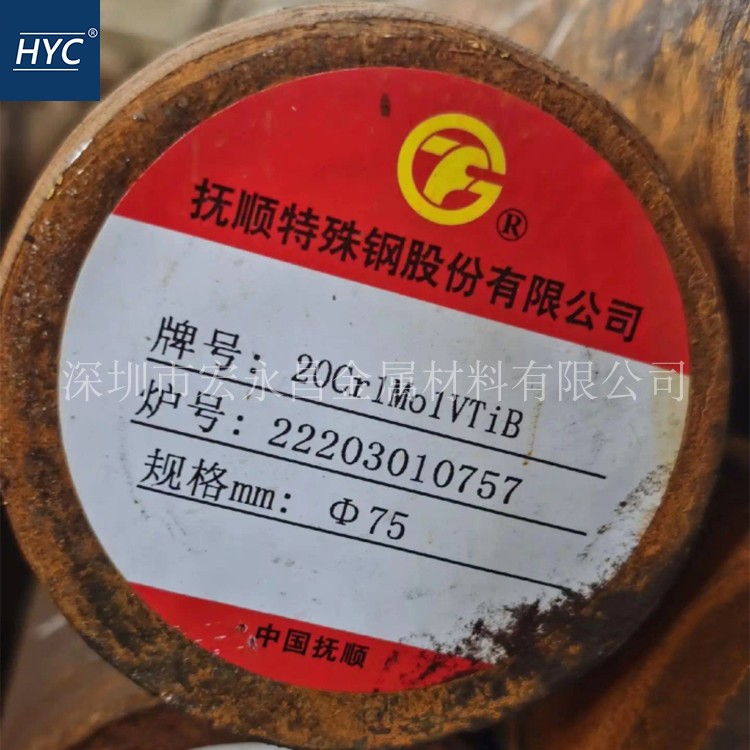 HYC®
®
抚顺特殊钢股份有限公司
牌号: 20Cr1Mo1VTiB
深圳市宏永昌金属材料有限公司
炉号: 22203010757
规格mm: Φ75
中国抚顺